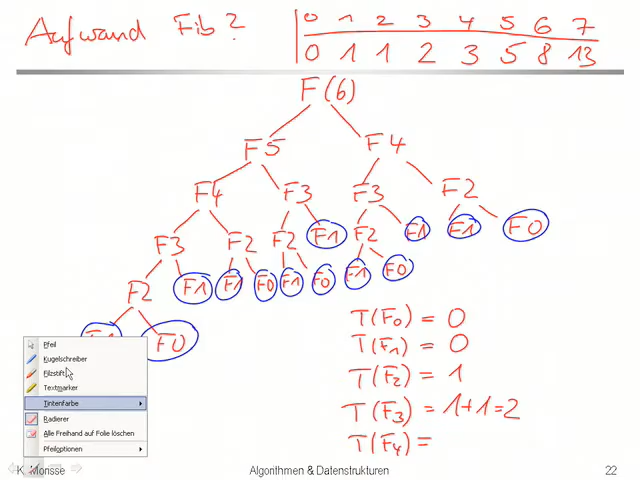 Aufwand Fib? 0 1 2 3 4 5 6 7
0 1 1 2 3 5 8 13
F(6)
F5 F4
F4 F3 F3 F2
F3 F2 F2 F1 F2 F1 F1 F0
F2 F1 F1 F0 F1 F0 F1 F0
F0
T(F0) = 0
T(F1) = 0
T(F2) = 1
T(F3) = 1+1=2
T(F4) =
Pfeil
Kugelschreiber
Filzstift
Textmarker
Tintenfarbe
Radierer
Alle Freihand auf Folie löschen
Pfeiloptionen
K. Morisse Algorithmen & Datenstrukturen 22